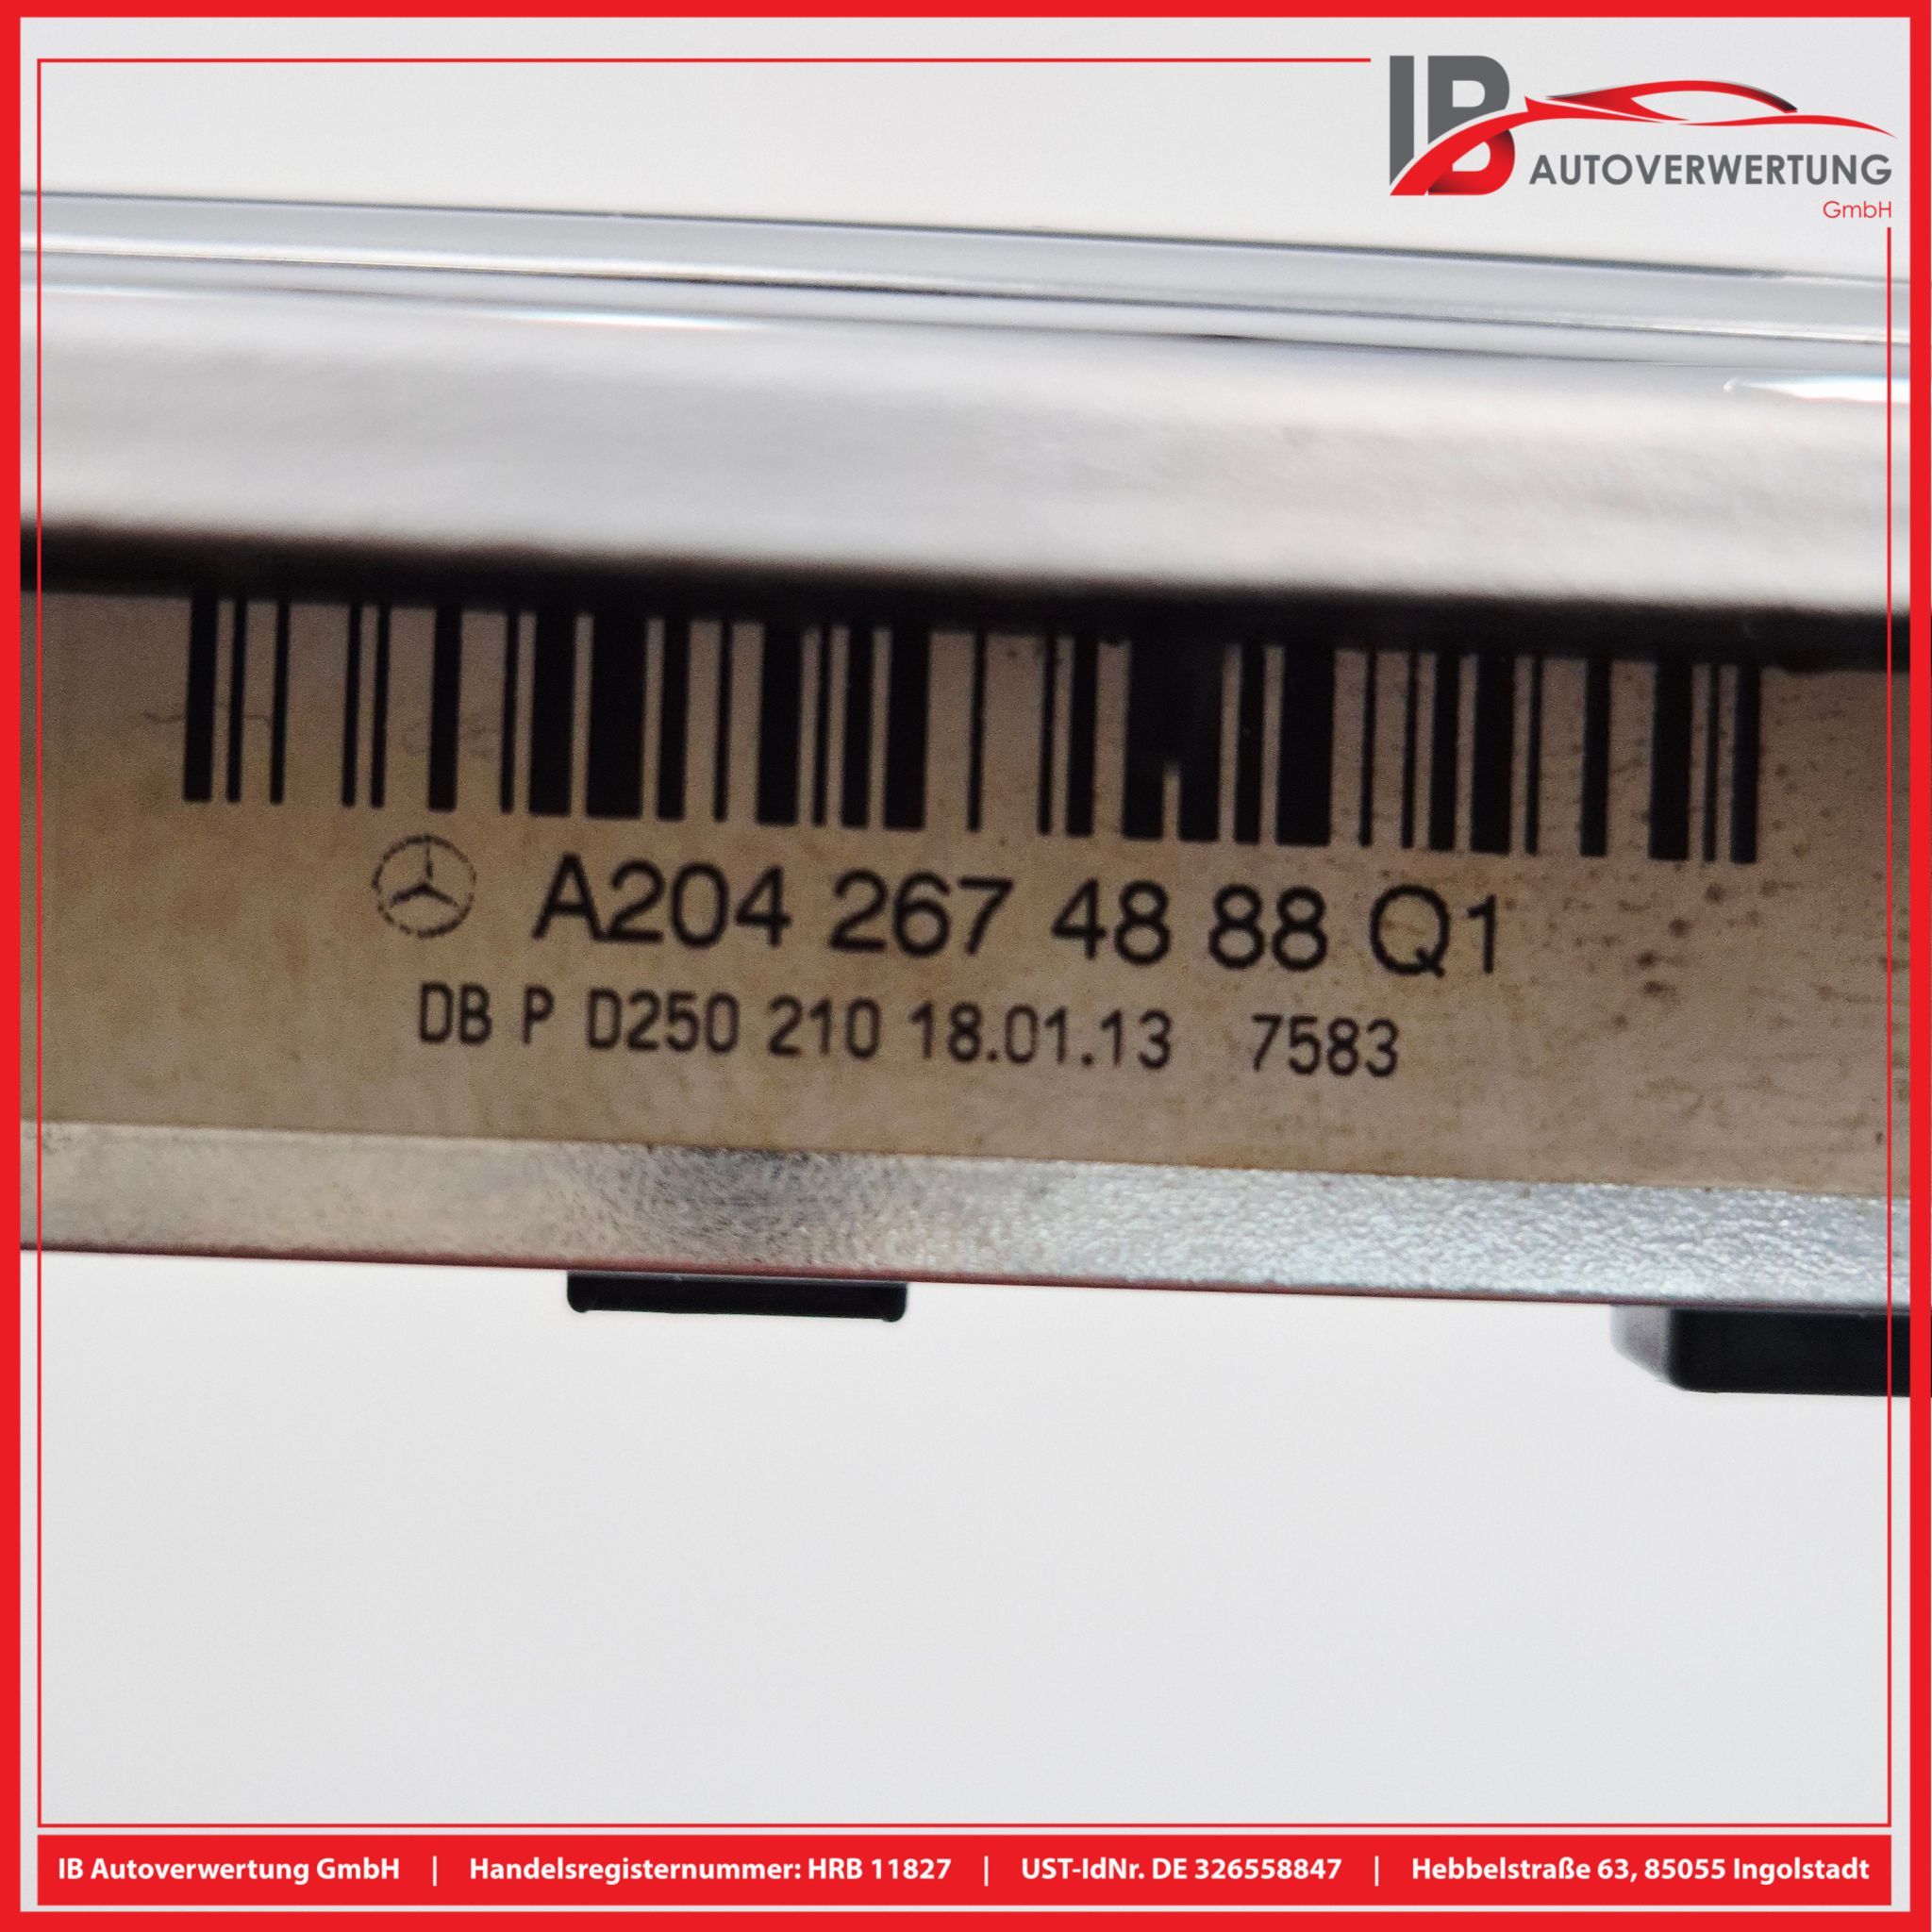 IB
AUTOVERWERTUNG
GmbH
A204 267 48 88 Q1
DB P D250 210 18.01.13 7583
IB Autoverwertung GmbH | Handelsregisternummer: HRB 11827 | UST-IdNr. DE 326558847 | Hebbelstraße 63, 85055 Ingolstadt